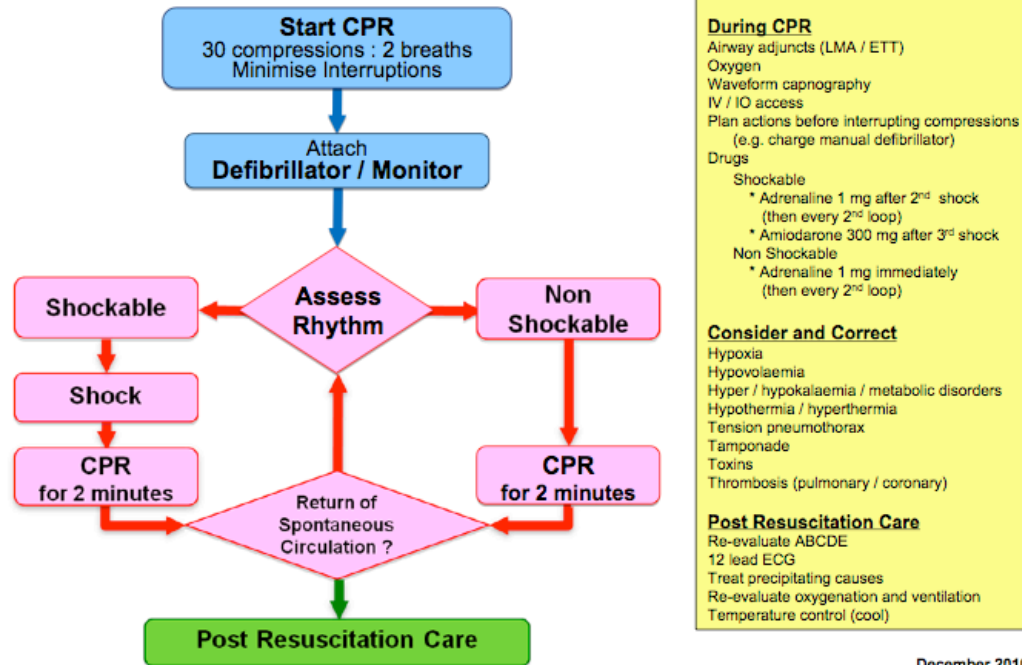 Start CPR
30 compressions : 2 breaths
Minimise Interruptions
Attach
Defibrillator / Monitor
Assess
Rhythm
Shockable
Non
Shockable
Shock
CPR
for 2 minutes
CPR
for 2 minutes
Return of
Spontaneous
Circulation ?
Post Resuscitation Care
During CPR
Airway adjuncts (LMA / ETT)
Oxygen
Waveform capnography
IV / IO access
Plan actions before interrupting compressions
(e.g. charge manual defibrillator)
Drugs
Shockable
* Adrenaline 1 mg after 2nd shock
(then every 2nd loop)
* Amiodarone 300 mg after 3rd shock
Non Shockable
* Adrenaline 1 mg immediately
(then every 2nd loop)
Consider and Correct
Hypoxia
Hypovolaemia
Hyper / hypokalaemia / metabolic disorders
Hypothermia / hyperthermia
Tension pneumothorax
Tamponade
Toxins
Thrombosis (pulmonary / coronary)
Post Resuscitation Care
Re-evaluate ABCDE
12 lead ECG
Treat precipitating causes
Re-evaluate oxygenation and ventilation
Temperature control (cool)
December